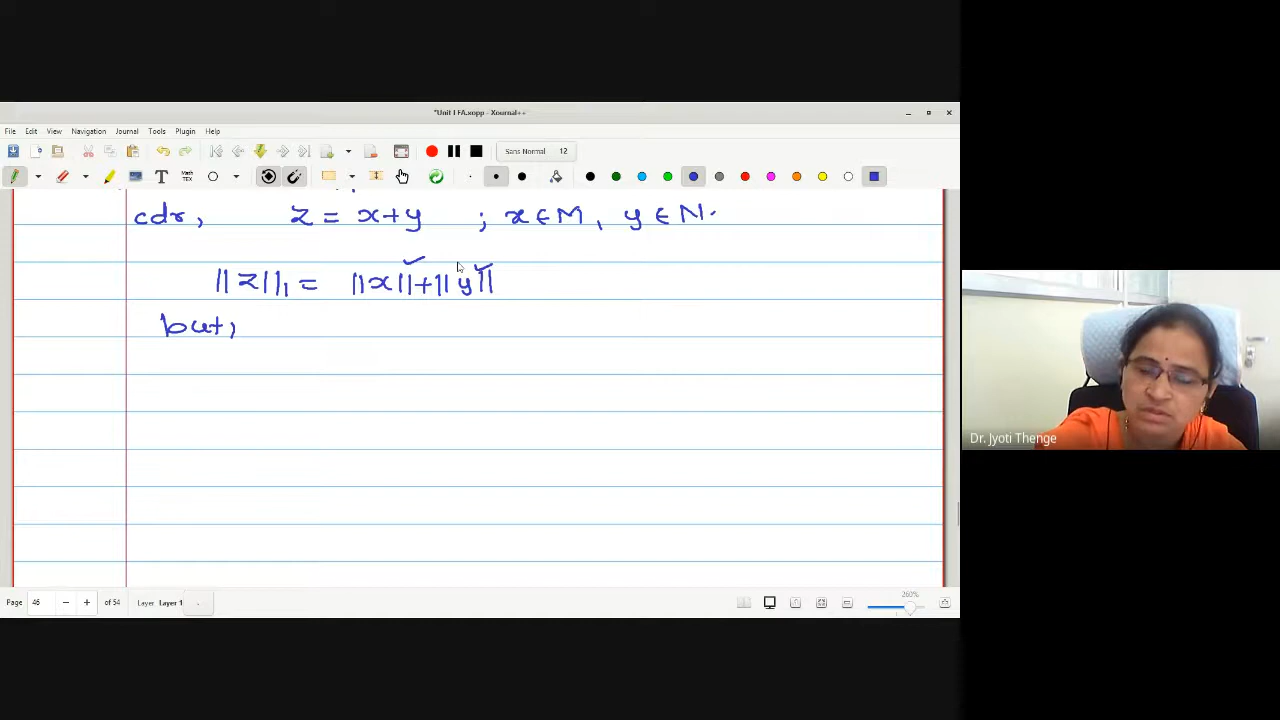 *Unit I FA.xopp - Xournal++
File Edit View Navigation Journal Tools Plugin Help
Sans Normal 12
cdr, z = x+y ; x ∈ M, y ∈ N.
||z||₁ = ||x||+||y||
but,
Dr. Jyoti Thenge
Page 46 of 54 Layer Layer 1 260%